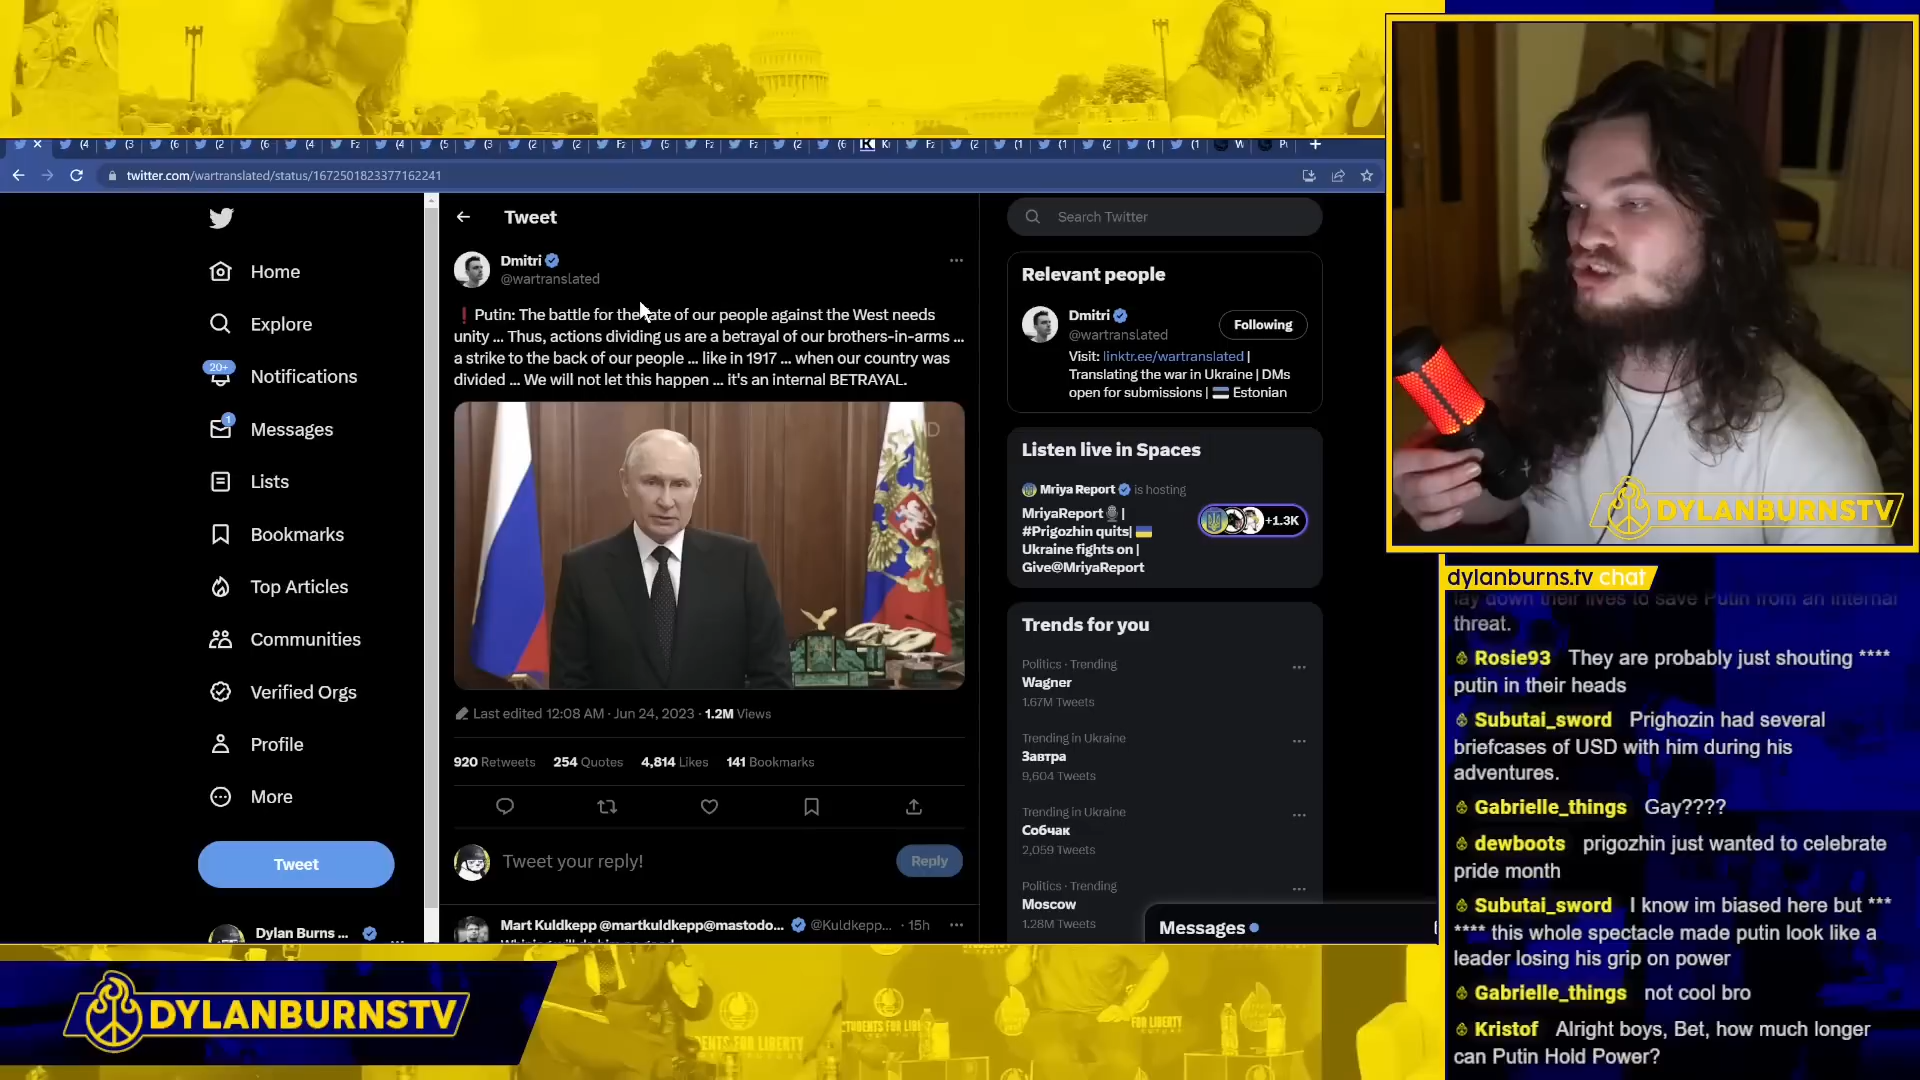 twitter.com/wartranslated/status/1672501823377162241
Home
Explore
20+
Notifications
1
Messages
Lists
Bookmarks
Top Articles
Communities
Verified Orgs
Profile
More
Tweet
Dylan Burns ...
Tweet
Dmitri
@wartranslated
❗Putin: The battle for the fate of our people against the West needs
unity ... Thus, actions dividing us are a betrayal of our brothers-in-arms ...
a strike to the back of our people ... like in 1917 ... when our country was
divided ... We will not let this happen ... it's an internal BETRAYAL.
Last edited 12:08 AM · Jun 24, 2023 · 1.2M Views
920 Retweets 254 Quotes 4,814 Likes 141 Bookmarks
Tweet your reply!
Reply
Mart Kuldkepp @martkuldkepp@mastodo... @Kuldkepp... · 15h
Search Twitter
Relevant people
Dmitri
@wartranslated
Following
Visit: linktr.ee/wartranslated |
Translating the war in Ukraine | DMs
open for submissions | Estonian
Listen live in Spaces
Mriya Report is hosting
MriyaReport |
#Prigozhin quits|
Ukraine fights on |
Give@MriyaReport
+1.3K
Trends for you
Politics · Trending
Wagner
1.67M Tweets
Trending in Ukraine
Завтра
9,604 Tweets
Trending in Ukraine
Собчак
2,059 Tweets
Politics · Trending
Moscow
1.28M Tweets
Messages
DYLANBURNSTV
dylanburns.tv chat
lay down their lives to save Putin from an internal
threat.
Rosie93 They are probably just shouting ****
putin in their heads
Subutai_sword Prighozin had several
briefcases of USD with him during his
adventures.
Gabrielle_things Gay????
dewboots prigozhin just wanted to celebrate
pride month
Subutai_sword I know im biased here but ***
**** this whole spectacle made putin look like a
leader losing his grip on power
Gabrielle_things not cool bro
Kristof Alright boys, Bet, how much longer
can Putin Hold Power?
DYLANBURNSTV